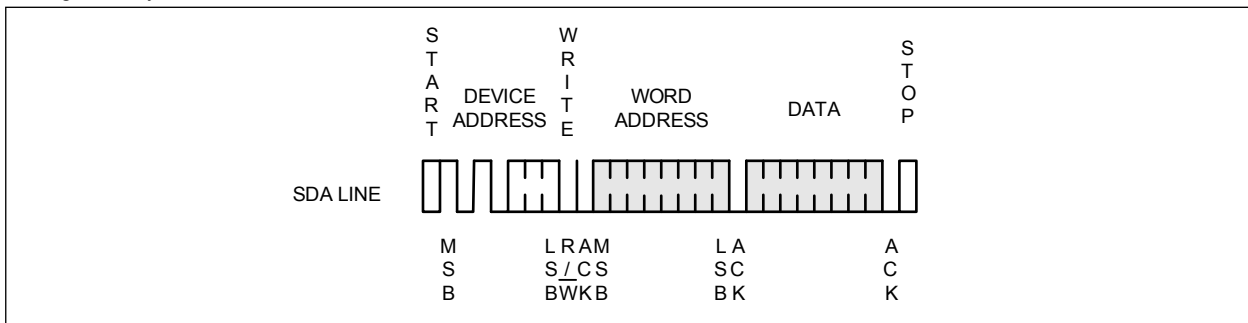 START
DEVICE
ADDRESS
WRITE
WORD
ADDRESS
DATA
STOP
SDA LINE
MSB
LSB
R/W
ACK
MSB
LSB
ACK
ACK